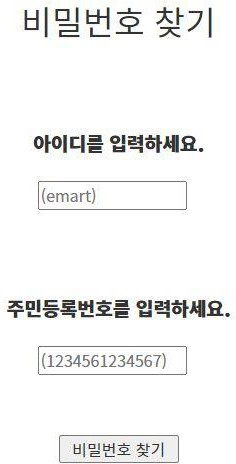 비밀번호 찾기
아이디를 입력하세요.
(emart)
주민등록번호를 입력하세요.
(1234561234567)
비밀번호 찾기